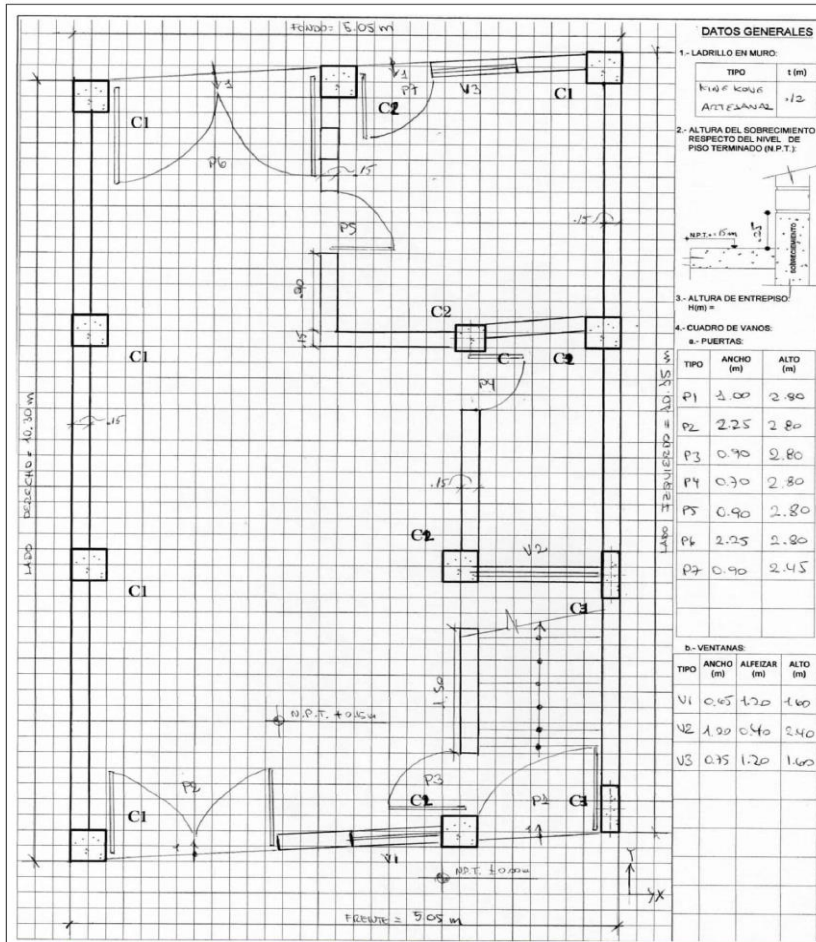 FONDO = 5.05 m
1
P7
V3
C1
C2
C1
P6
.15
P5
.15
.90
.15
C2
C1
C
C2
P4
LADO DERECHO = 10.30 m
.15
LADO IZQUIERDO = 10.35 m
.15
C2
V2
C1
C3
1.50
N.P.T. +0.15m
P2
P3
C1
C2
P1
C3
1
1
V1
N.P.T. ±0.00m
Y
X
FRENTE = 5.05 m
DATOS GENERALES
1.- LADRILLO EN MURO:
TIPO t (m)
KING KONG ARTESANAL .12
2.- ALTURA DEL SOBRECIMIENTO
RESPECTO DEL NIVEL DE
PISO TERMINADO (N.P.T.):
N.P.T.+.15m
.25
SOBRECIMIENTO
3.- ALTURA DE ENTREPISO:
H(m) =
4.- CUADRO DE VANOS:
a.- PUERTAS:
TIPO ANCHO (m) ALTO (m)
P1 1.00 2.80
P2 2.25 2.80
P3 0.90 2.80
P4 0.70 2.80
P5 0.90 2.80
P6 2.25 2.80
P7 0.90 2.45
b.- VENTANAS:
TIPO ANCHO (m) ALFEIZAR (m) ALTO (m)
V1 0.65 1.20 1.60
V2 1.20 0.40 2.40
V3 0.75 1.20 1.60